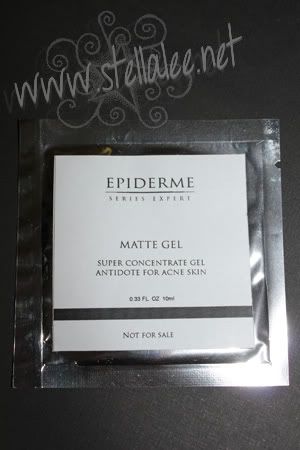 www.stellalee.net
EPIDERME
SERIES EXPERT
MATTE GEL
SUPER CONCENTRATE GEL
ANTIDOTE FOR ACNE SKIN
0.33 FL. OZ 10ml
NOT FOR SALE